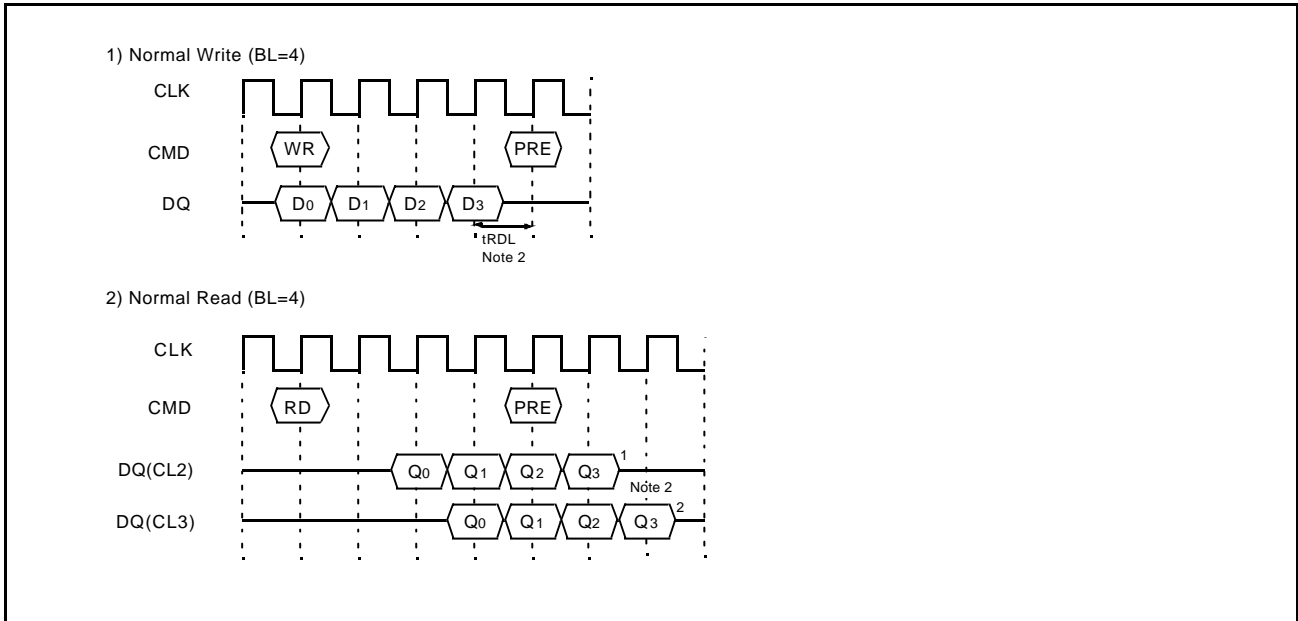 1) Normal Write (BL=4)
CLK
CMD WR PRE
DQ D0 D1 D2 D3
tRDL
Note 2
2) Normal Read (BL=4)
CLK
CMD RD PRE
DQ(CL2) Q0 Q1 Q2 Q3 1
Note 2
DQ(CL3) Q0 Q1 Q2 Q3 2